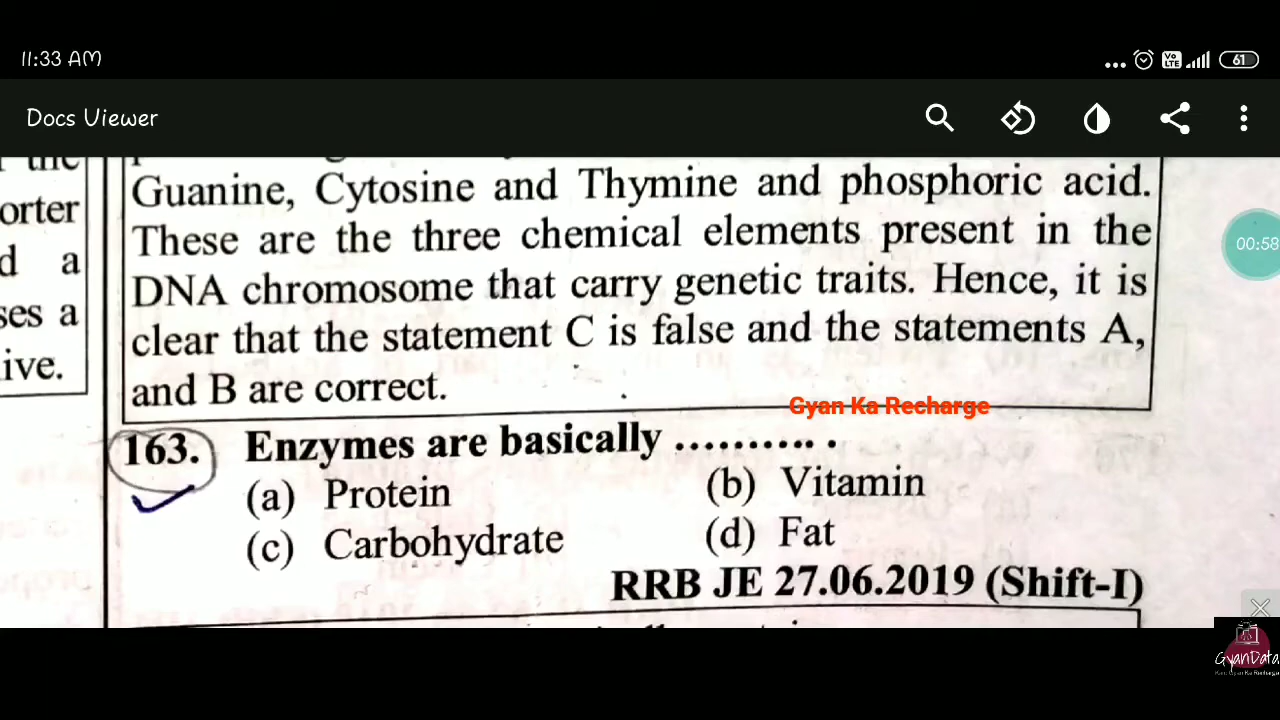 11:33 AM
Vo LTE
61
Docs Viewer
00:58
orter
d a
ses a
ive.
Guanine, Cytosine and Thymine and phosphoric acid.
These are the three chemical elements present in the
DNA chromosome that carry genetic traits. Hence, it is
clear that the statement C is false and the statements A,
and B are correct.
Gyan Ka Recharge
163. Enzymes are basically .......... .
(a) Protein (b) Vitamin
(c) Carbohydrate (d) Fat
RRB JE 27.06.2019 (Shift-I)
GyanData